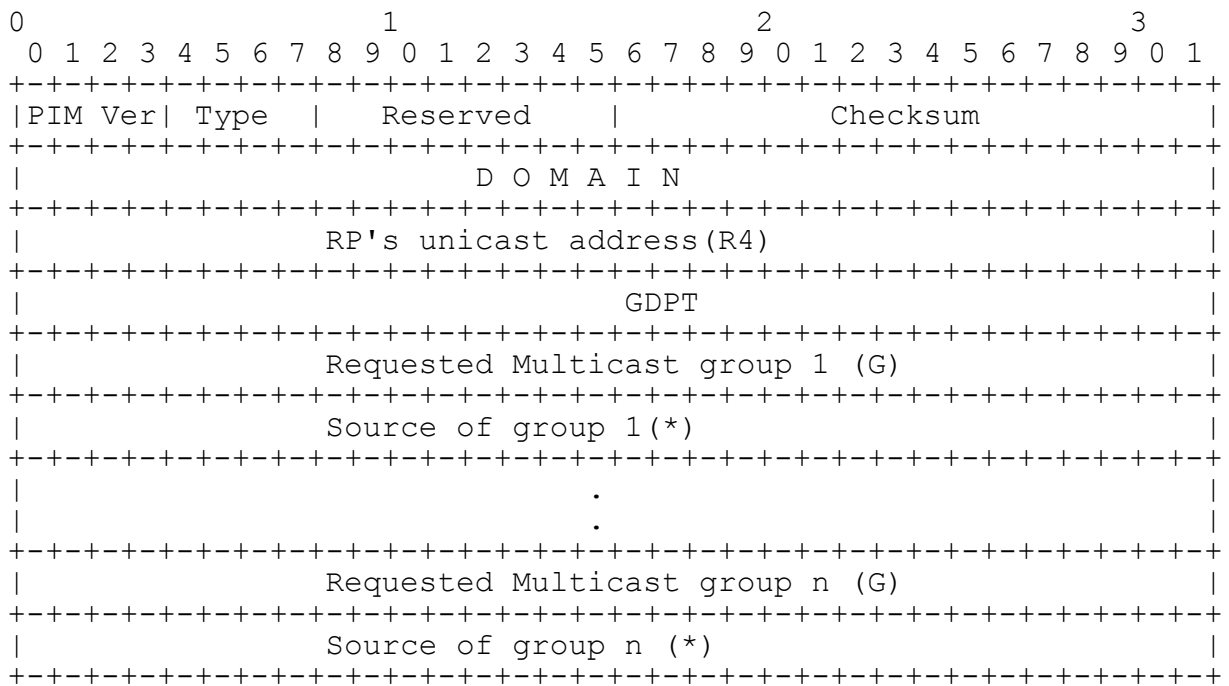 0                   1                   2                   3
 0 1 2 3 4 5 6 7 8 9 0 1 2 3 4 5 6 7 8 9 0 1 2 3 4 5 6 7 8 9 0 1
+-+-+-+-+-+-+-+-+-+-+-+-+-+-+-+-+-+-+-+-+-+-+-+-+-+-+-+-+-+-+-+-+
|PIM Ver| Type  |   Reserved    |           Checksum            |
+-+-+-+-+-+-+-+-+-+-+-+-+-+-+-+-+-+-+-+-+-+-+-+-+-+-+-+-+-+-+-+-+
|                        D O M A I N                            |
+-+-+-+-+-+-+-+-+-+-+-+-+-+-+-+-+-+-+-+-+-+-+-+-+-+-+-+-+-+-+-+-+
|                RP's unicast address(R4)                       |
+-+-+-+-+-+-+-+-+-+-+-+-+-+-+-+-+-+-+-+-+-+-+-+-+-+-+-+-+-+-+-+-+
|                                GDPT                           |
+-+-+-+-+-+-+-+-+-+-+-+-+-+-+-+-+-+-+-+-+-+-+-+-+-+-+-+-+-+-+-+-+
|                Requested Multicast group 1 (G)                |
+-+-+-+-+-+-+-+-+-+-+-+-+-+-+-+-+-+-+-+-+-+-+-+-+-+-+-+-+-+-+-+-+
|                Source of group 1(*)                           |
+-+-+-+-+-+-+-+-+-+-+-+-+-+-+-+-+-+-+-+-+-+-+-+-+-+-+-+-+-+-+-+-+
|                              .                                |
|                              .                                |
+-+-+-+-+-+-+-+-+-+-+-+-+-+-+-+-+-+-+-+-+-+-+-+-+-+-+-+-+-+-+-+-+
|                Requested Multicast group n (G)                |
+-+-+-+-+-+-+-+-+-+-+-+-+-+-+-+-+-+-+-+-+-+-+-+-+-+-+-+-+-+-+-+-+
|                Source of group n (*)                          |
+-+-+-+-+-+-+-+-+-+-+-+-+-+-+-+-+-+-+-+-+-+-+-+-+-+-+-+-+-+-+-+-+